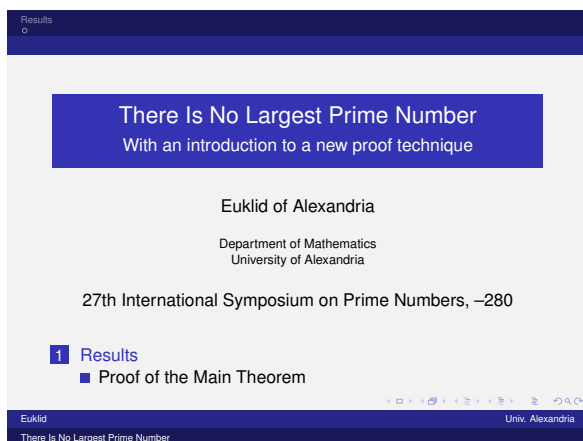 Results
There Is No Largest Prime Number
With an introduction to a new proof technique
Euklid of Alexandria
Department of Mathematics
University of Alexandria
27th International Symposium on Prime Numbers, –280
1 Results
Proof of the Main Theorem
Euklid Univ. Alexandria
There Is No Largest Prime Number